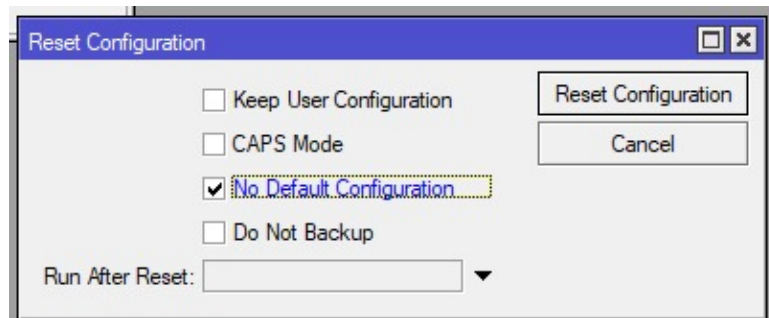 Reset Configuration
Keep User Configuration
Reset Configuration
CAPS Mode
Cancel
No Default Configuration
Do Not Backup
Run After Reset: